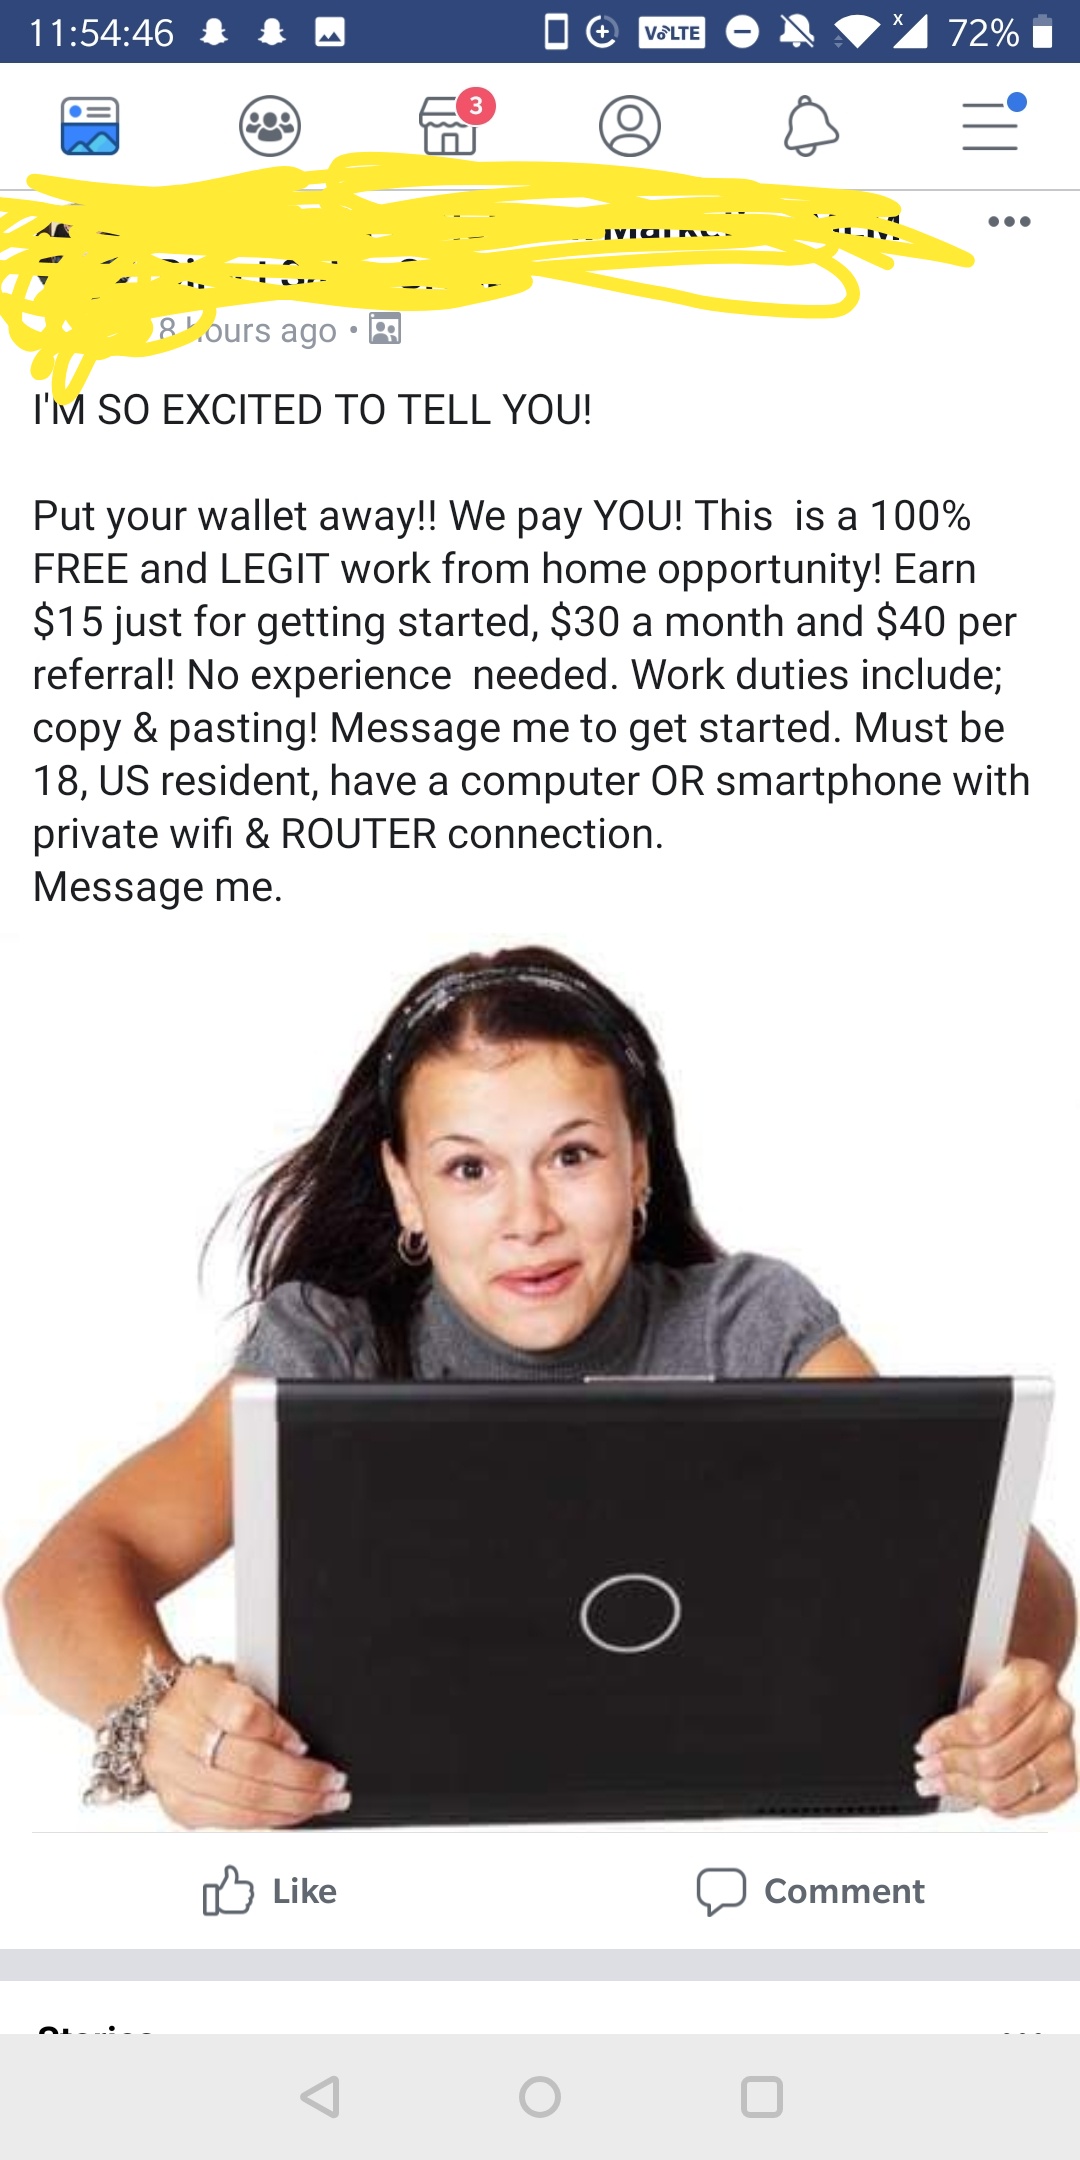 11:54:46 VoLTE x 72%
3
8 hours ago •
I'M SO EXCITED TO TELL YOU!
Put your wallet away!! We pay YOU! This  is a 100%
FREE and LEGIT work from home opportunity! Earn
$15 just for getting started, $30 a month and $40 per
referral! No experience  needed. Work duties include;
copy & pasting! Message me to get started. Must be
18, US resident, have a computer OR smartphone with
private wifi & ROUTER connection.
Message me.
Like Comment
Stories